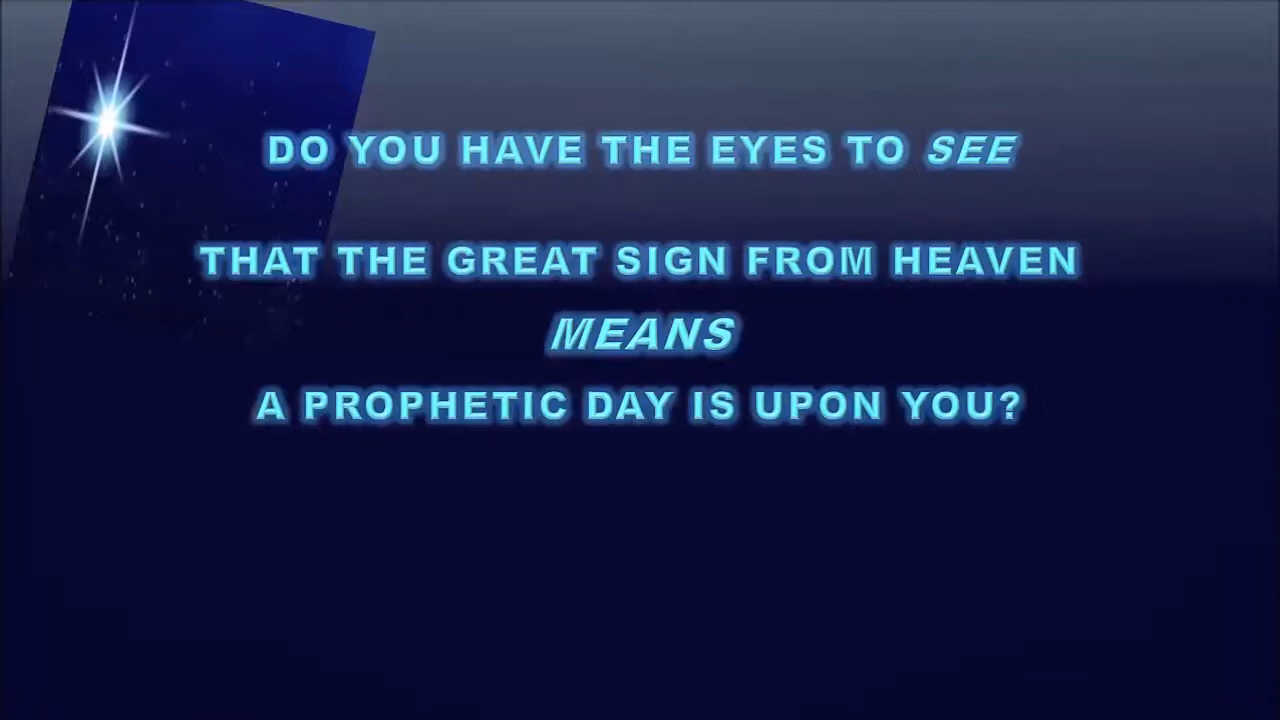 DO YOU HAVE THE EYES TO SEE
THAT THE GREAT SIGN FROM HEAVEN
MEANS
A PROPHETIC DAY IS UPON YOU?